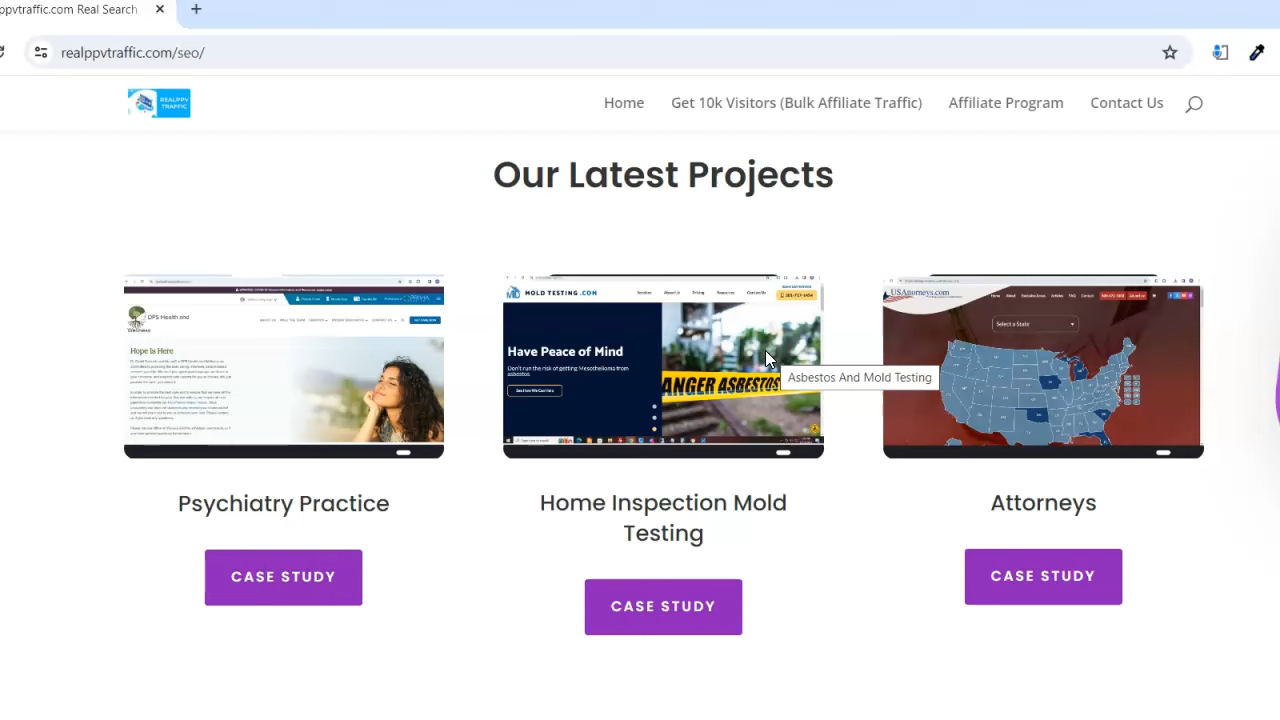 ppvtraffic.com Real Search
realppvtraffic.com/seo/
REALPPV
TRAFFIC
Home
Get 10k Visitors (Bulk Affiliate Traffic)
Affiliate Program
Contact Us
Our Latest Projects
DPS Health and
Wellness
Hope Is Here
MOLD TESTING.COM
Have Peace of Mind
Don't run the risk of getting Mesothelioma from
asbestos
ANGER ASBESTOS
Asbestos And Mold Testing
USAttorneys.com
Select a State
Psychiatry Practice
Home Inspection Mold
Testing
Attorneys
CASE STUDY
CASE STUDY
CASE STUDY